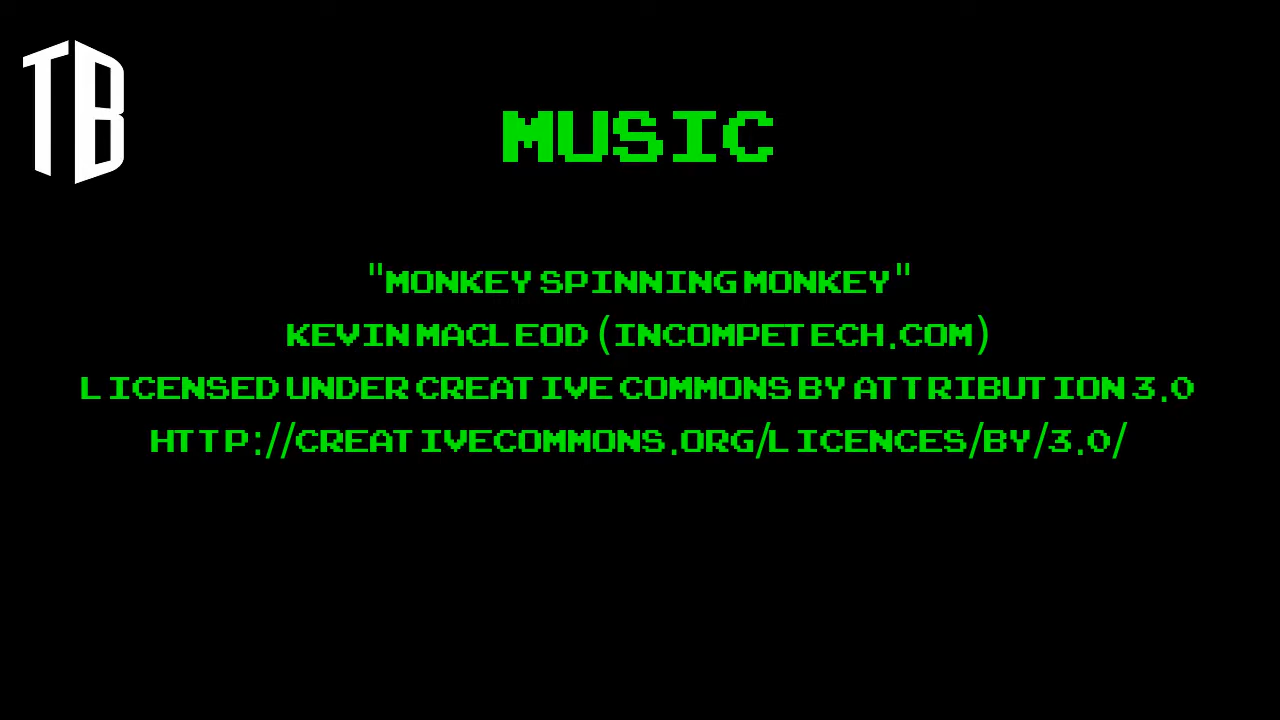 TB
MUSIC
"MONKEY SPINNING MONKEY"
KEVIN MACLEOD (INCOMPETECH.COM)
LICENSED UNDER CREATIVE COMMONS BY ATTRIBUTION 3.0
HTTP://CREATIVECOMMONS.ORG/LICENCES/BY/3.0/